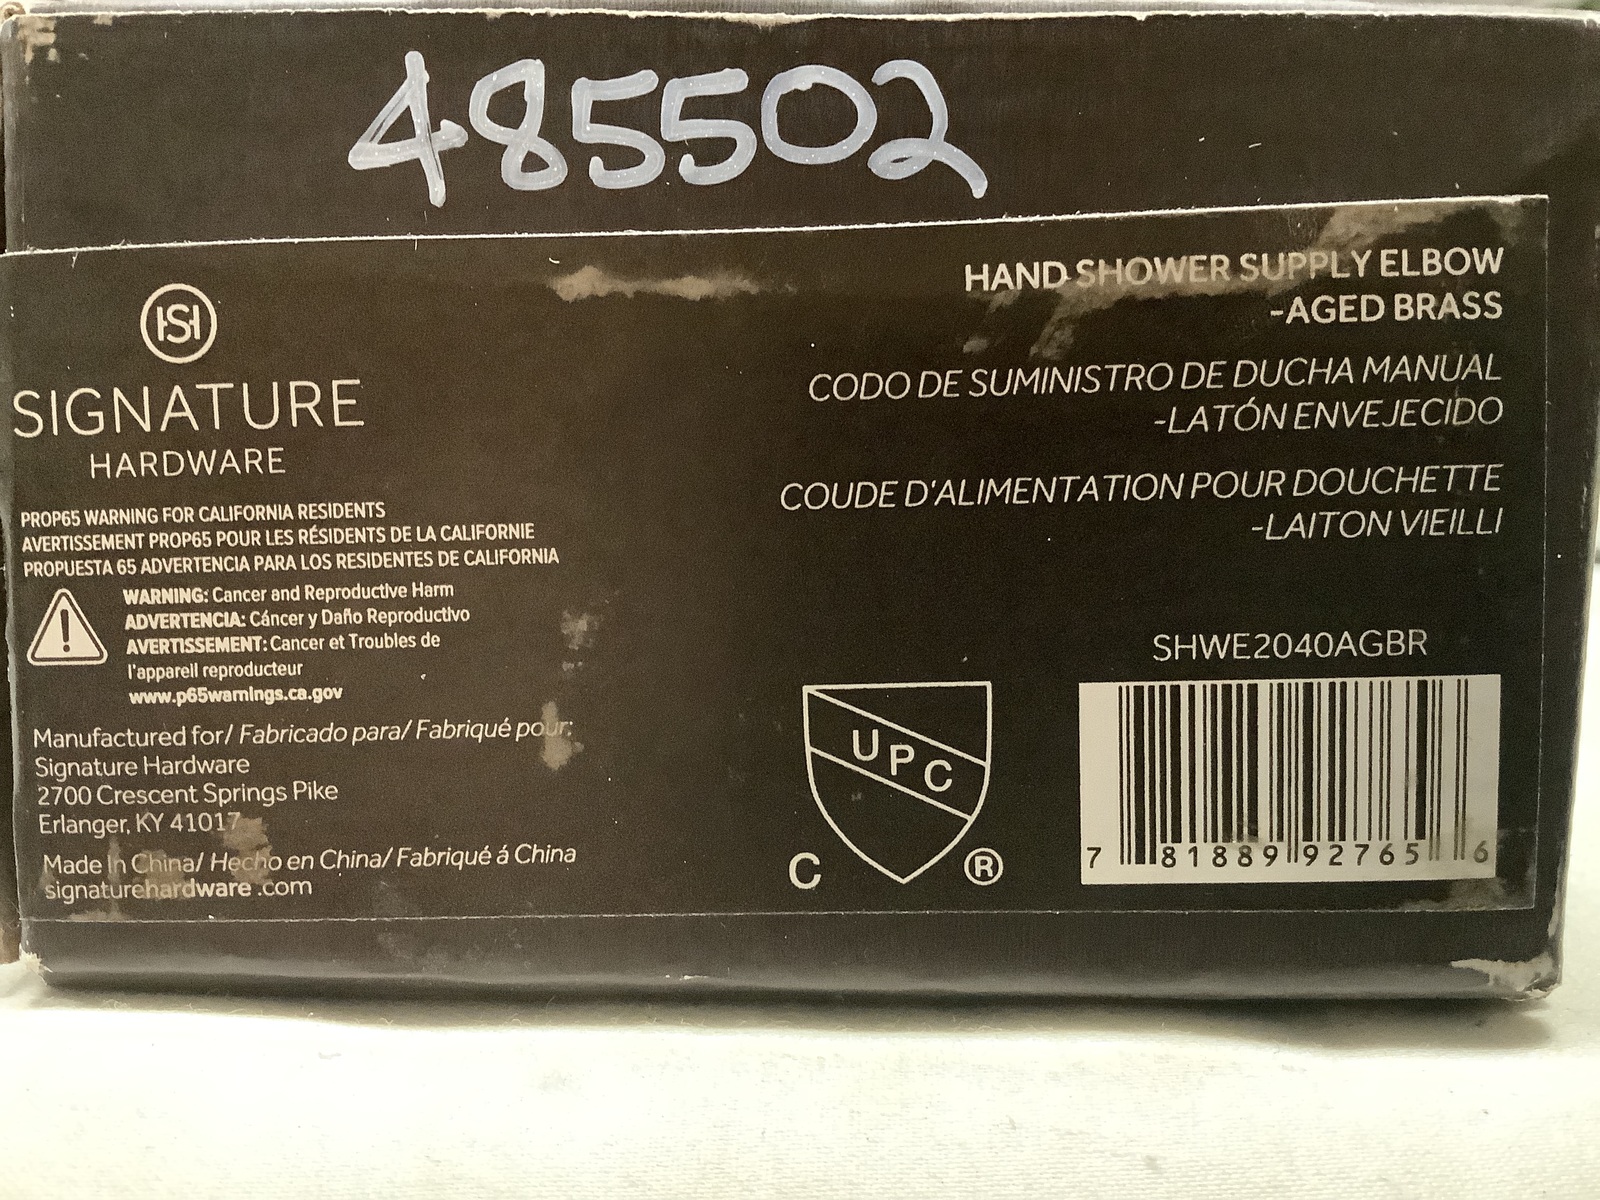 485502
HSH
SIGNATURE
HARDWARE
PROP65 WARNING FOR CALIFORNIA RESIDENTS
AVERTISSEMENT PROP65 POUR LES RÉSIDENTS DE LA CALIFORNIE
PROPUESTA 65 ADVERTENCIA PARA LOS RESIDENTES DE CALIFORNIA
WARNING: Cancer and Reproductive Harm
ADVERTENCIA: Cáncer y Daño Reproductivo
AVERTISSEMENT: Cancer et Troubles de
l'appareil reproducteur
www.p65warnings.ca.gov
Manufactured for/ Fabricado para/ Fabriqué pour:
Signature Hardware
2700 Crescent Springs Pike
Erlanger, KY 41017
Made In China/ Hecho en China/ Fabriqué á China
signaturehardware.com
HAND SHOWER SUPPLY ELBOW
-AGED BRASS
CODO DE SUMINISTRO DE DUCHA MANUAL
-LATÓN ENVEJECIDO
COUDE D'ALIMENTATION POUR DOUCHETTE
-LAITON VIEILLI
UPC
C ®
SHWE2040AGBR
7 81889 92765 6